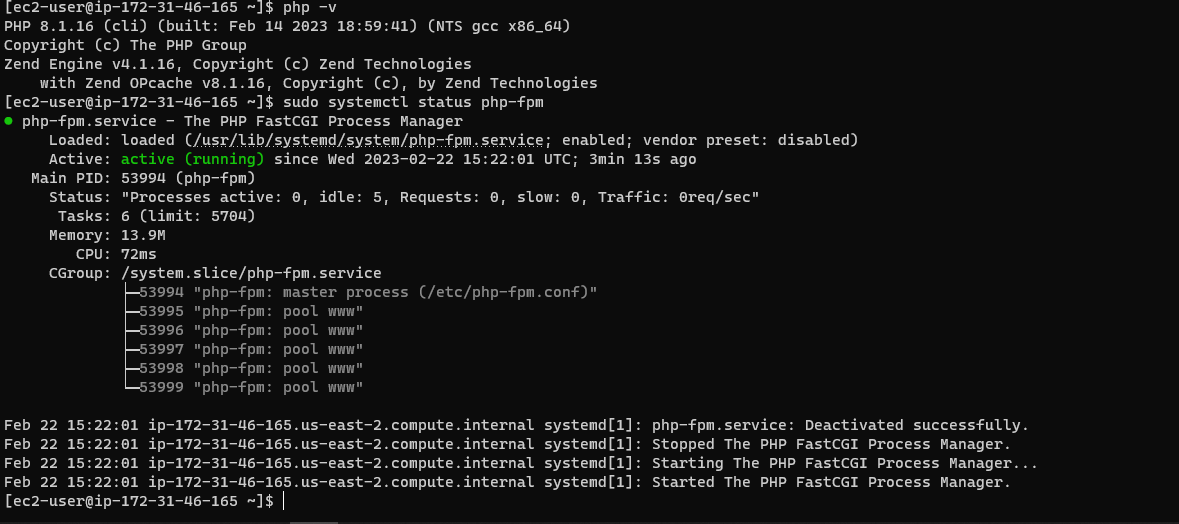 [ec2-user@ip-172-31-46-165 ~]$ php -v
PHP 8.1.16 (cli) (built: Feb 14 2023 18:59:41) (NTS gcc x86_64)
Copyright (c) The PHP Group
Zend Engine v4.1.16, Copyright (c) Zend Technologies
    with Zend OPcache v8.1.16, Copyright (c), by Zend Technologies
[ec2-user@ip-172-31-46-165 ~]$ sudo systemctl status php-fpm
● php-fpm.service - The PHP FastCGI Process Manager
     Loaded: loaded (/usr/lib/systemd/system/php-fpm.service; enabled; vendor preset: disabled)
     Active: active (running) since Wed 2023-02-22 15:22:01 UTC; 3min 13s ago
   Main PID: 53994 (php-fpm)
     Status: "Processes active: 0, idle: 5, Requests: 0, slow: 0, Traffic: 0req/sec"
      Tasks: 6 (limit: 5704)
     Memory: 13.9M
        CPU: 72ms
     CGroup: /system.slice/php-fpm.service
             ├─53994 "php-fpm: master process (/etc/php-fpm.conf)"
             ├─53995 "php-fpm: pool www"
             ├─53996 "php-fpm: pool www"
             ├─53997 "php-fpm: pool www"
             ├─53998 "php-fpm: pool www"
             └─53999 "php-fpm: pool www"

Feb 22 15:22:01 ip-172-31-46-165.us-east-2.compute.internal systemd[1]: php-fpm.service: Deactivated successfully.
Feb 22 15:22:01 ip-172-31-46-165.us-east-2.compute.internal systemd[1]: Stopped The PHP FastCGI Process Manager.
Feb 22 15:22:01 ip-172-31-46-165.us-east-2.compute.internal systemd[1]: Starting The PHP FastCGI Process Manager...
Feb 22 15:22:01 ip-172-31-46-165.us-east-2.compute.internal systemd[1]: Started The PHP FastCGI Process Manager.
[ec2-user@ip-172-31-46-165 ~]$